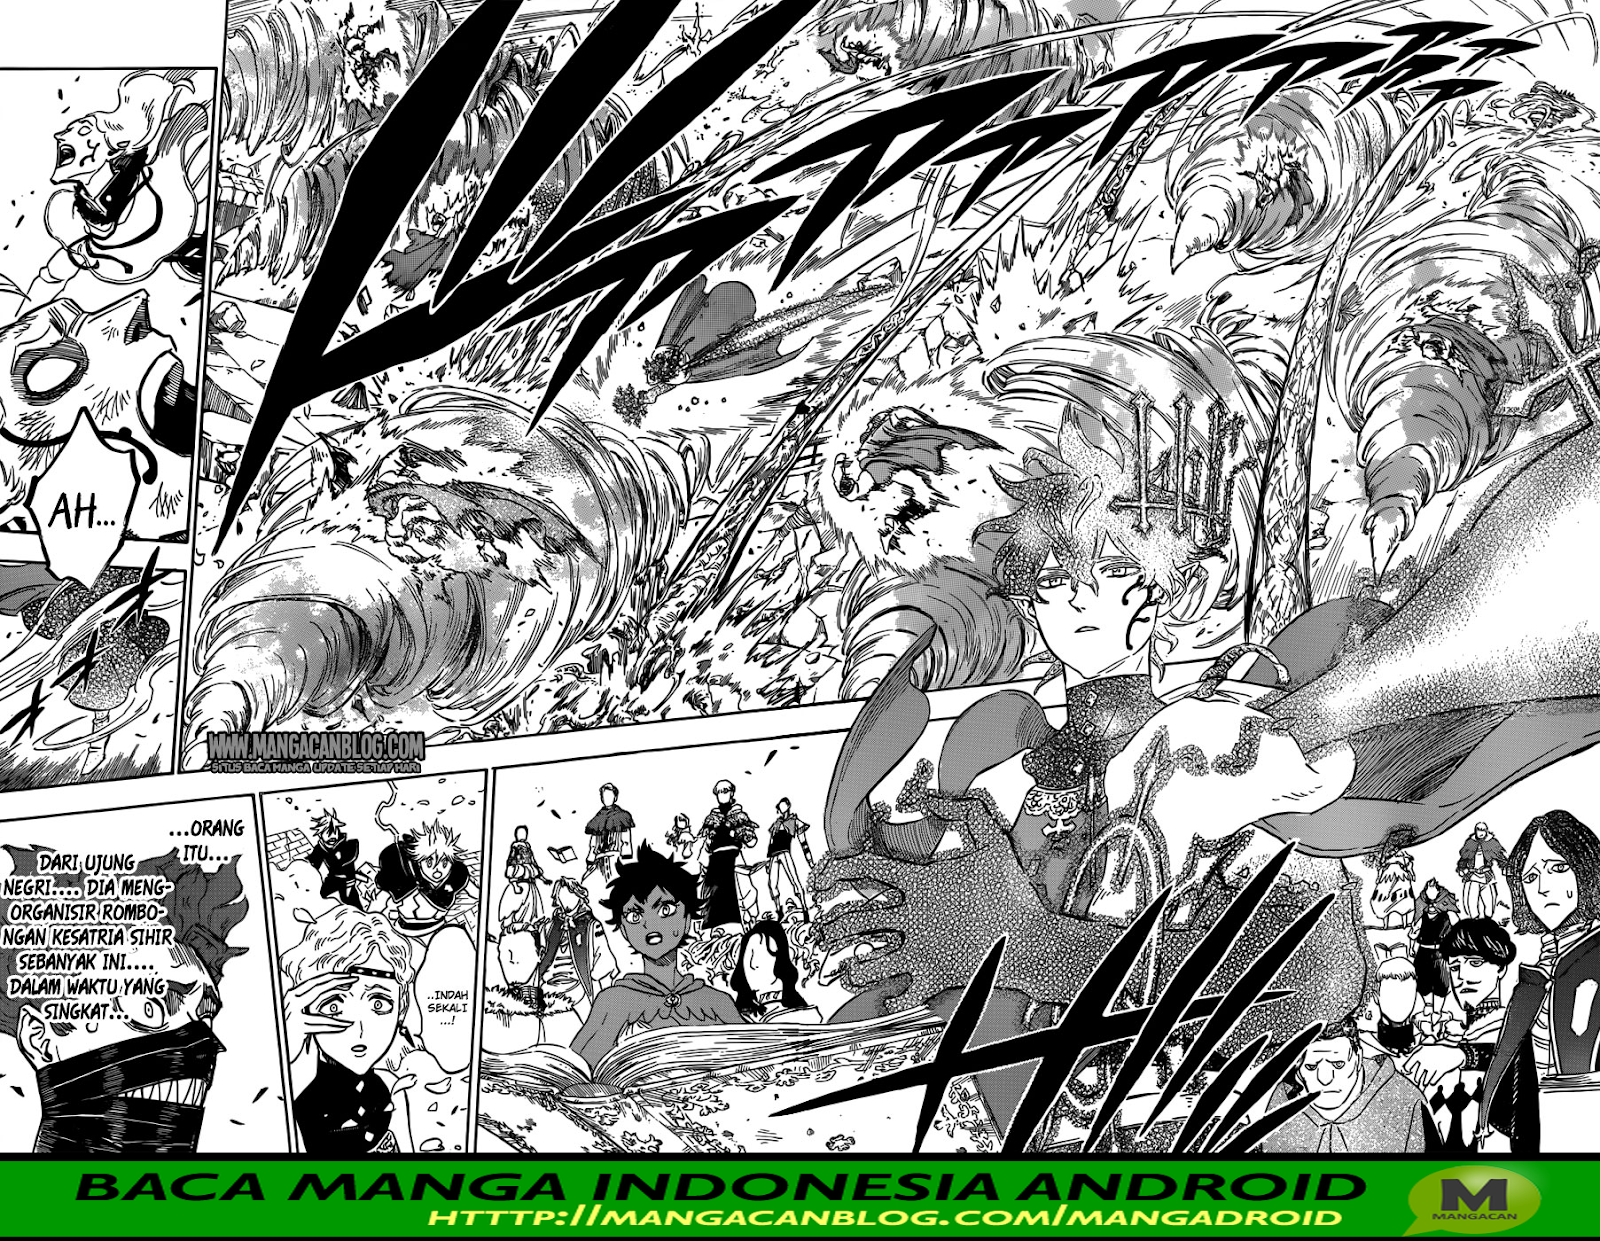 AH...
WWW.MANGACANBLOG.COM
SITUS BACA MANGA UPDATE SETIAP HARI
...ORANG
ITU...
DARI UJUNG
NEGRI.... DIA MENG-
ORGANISIR ROMBO-
NGAN KESATRIA SIHIR
SEBANYAK INI....
DALAM WAKTU YANG
SINGKAT...
..INDAH
SEKALI
...!
BACA MANGA INDONESIA ANDROID
HTTTP://MANGACANBLOG.COM/MANGADROID
M
MANGACAN